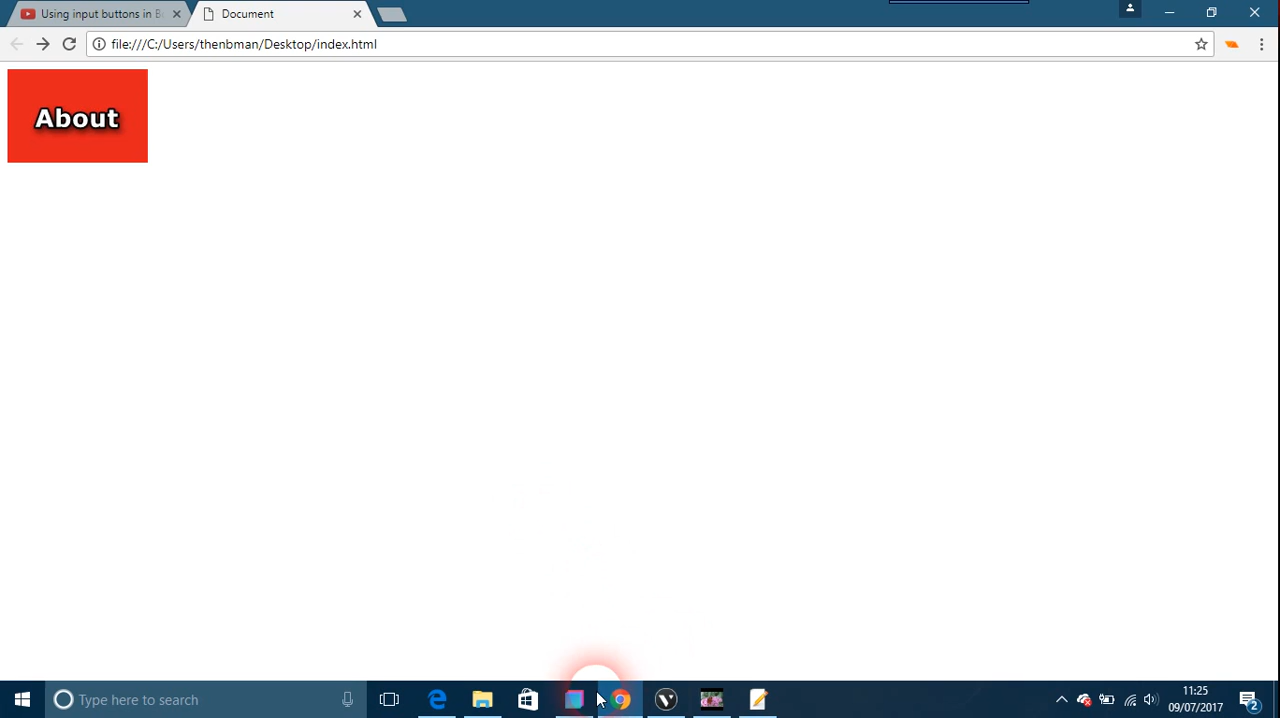 Using input buttons in B
Document
file:///C:/Users/thenbman/Desktop/index.html
About
Type here to search
11:25
09/07/2017
2